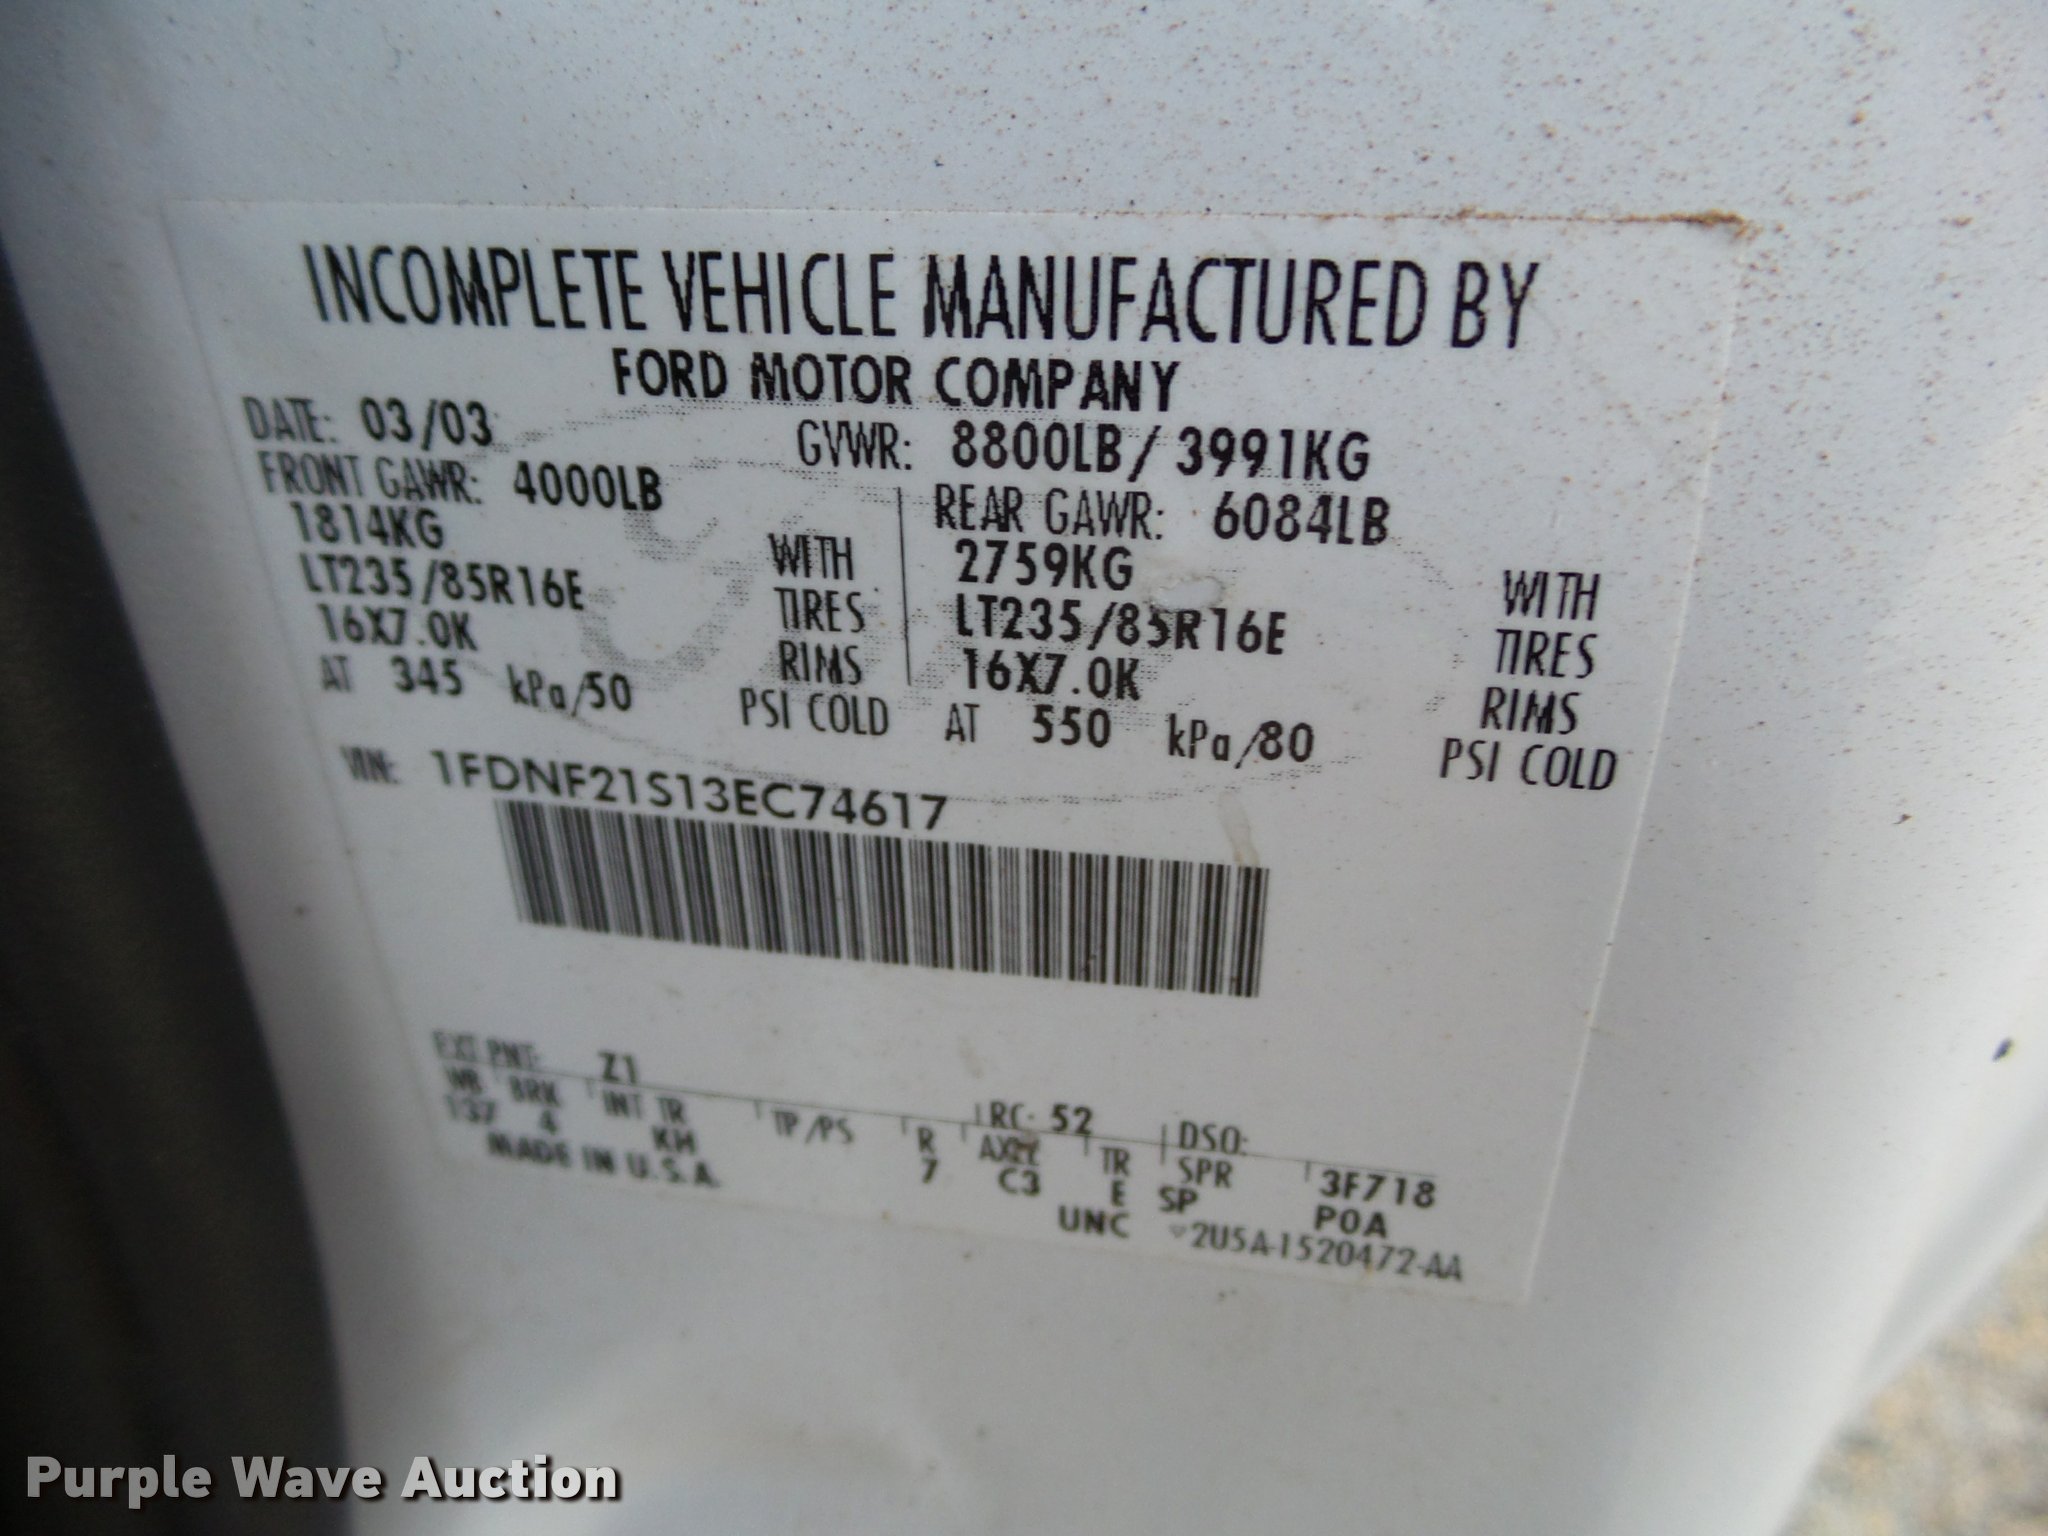 INCOMPLETE VEHICLE MANUFACTURED BY
FORD MOTOR COMPANY
DATE: 03/03 GVWR: 8800LB/ 3991KG
FRONT GAWR: 4000LB REAR GAWR: 6084LB
1814KG WITH 2759KG WITH
LT235/85R16E TIRES LT235/85R16E TIRES
16X7.0K RIMS 16X7.0K RIMS
AT 345 kPa/50 PSI COLD AT 550 kPa/80 PSI COLD
VIN: 1FDNF21S13EC74617
EXT PNT: Z1 RC: 52 DSO:
WB BRK INT TR TP/PS R AXLE TR SPR 3F718
137 4 KH 7 C3 E SP P0A
MADE IN U.S.A. UNC 2U5A-1520472-AA
Purple Wave Auction